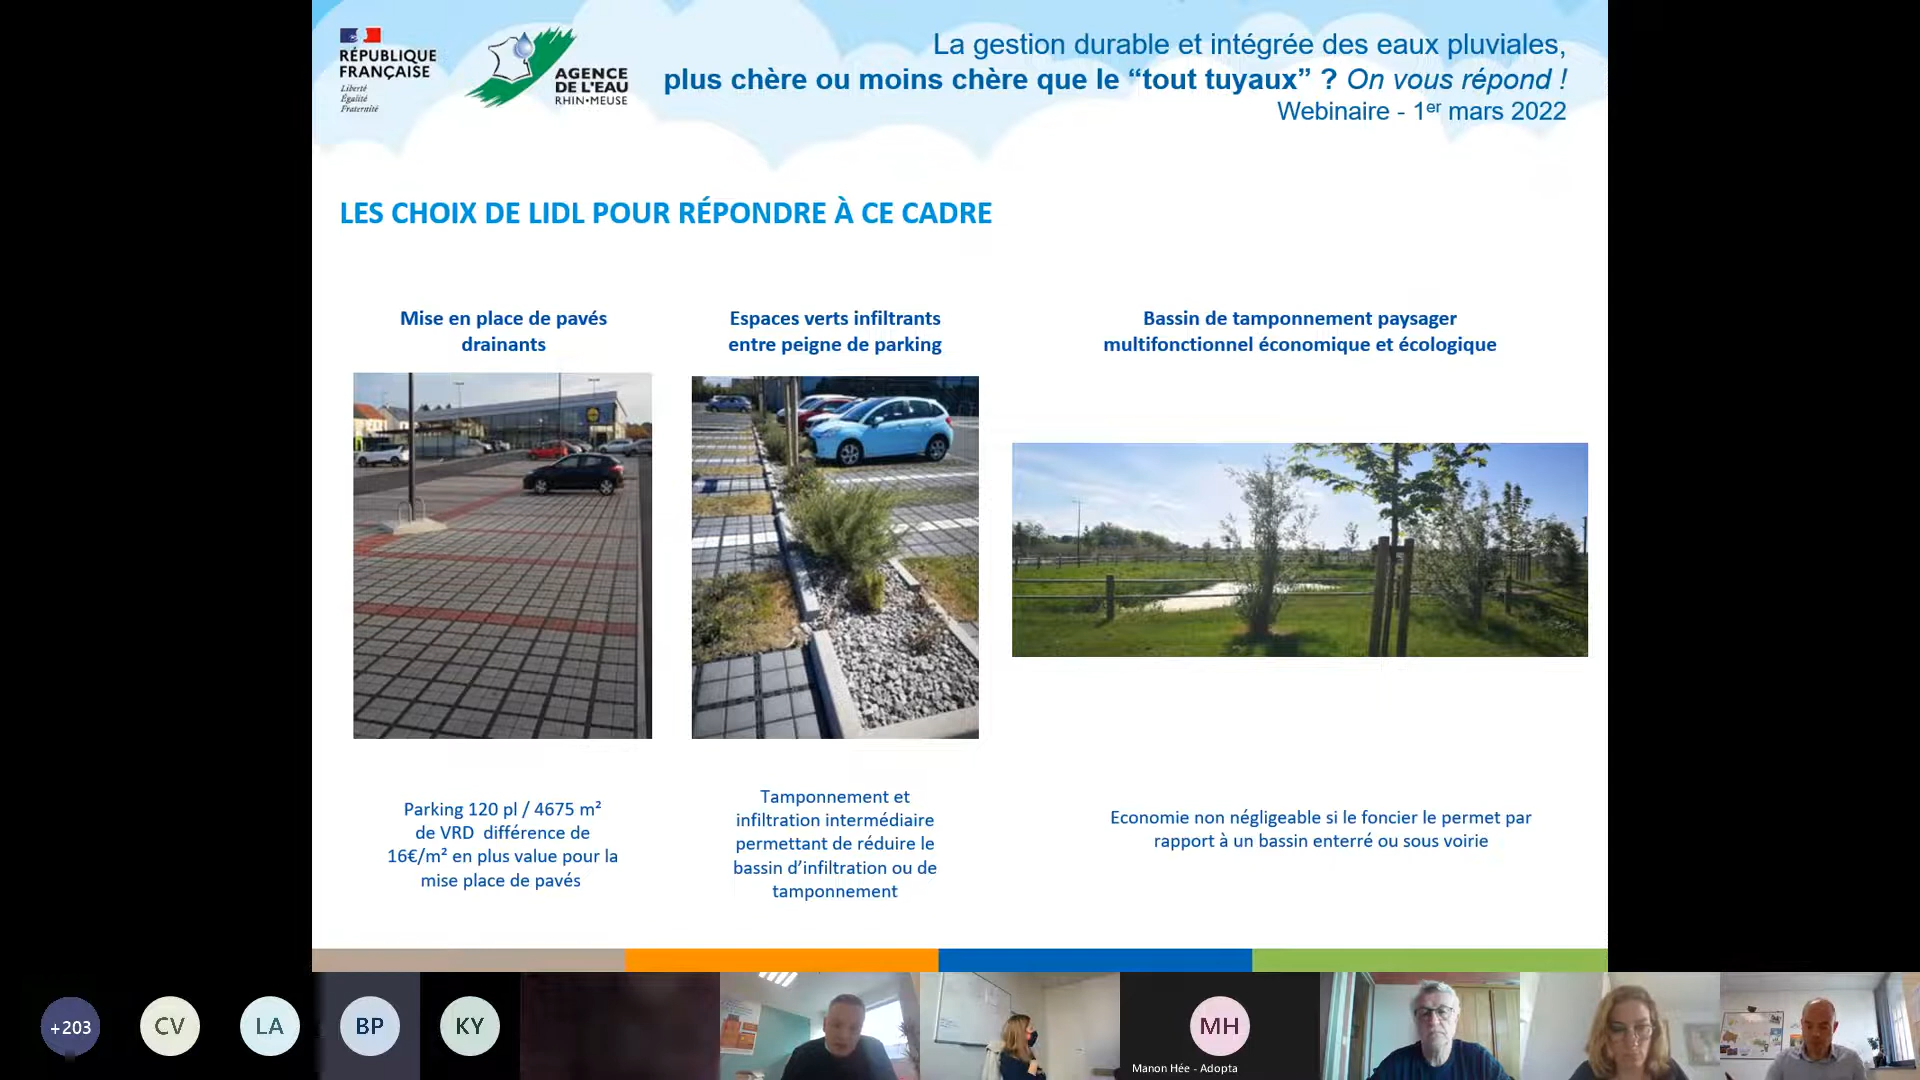 RÉPUBLIQUE
FRANÇAISE
Liberté
Égalité
Fraternité
AGENCE
DE L'EAU
RHIN•MEUSE
La gestion durable et intégrée des eaux pluviales,
plus chère ou moins chère que le “tout tuyaux” ? On vous répond !
Webinaire - 1er mars 2022
LES CHOIX DE LIDL POUR RÉPONDRE À CE CADRE
Mise en place de pavés
drainants
Espaces verts infiltrants
entre peigne de parking
Bassin de tamponnement paysager
multifonctionnel économique et écologique
Parking 120 pl / 4675 m²
de VRD différence de
16€/m² en plus value pour la
mise place de pavés
Tamponnement et
infiltration intermédiaire
permettant de réduire le
bassin d’infiltration ou de
tamponnement
Economie non négligeable si le foncier le permet par
rapport à un bassin enterré ou sous voirie
+203
CV
LA
BP
KY
MH
Manon Hée - Adopta